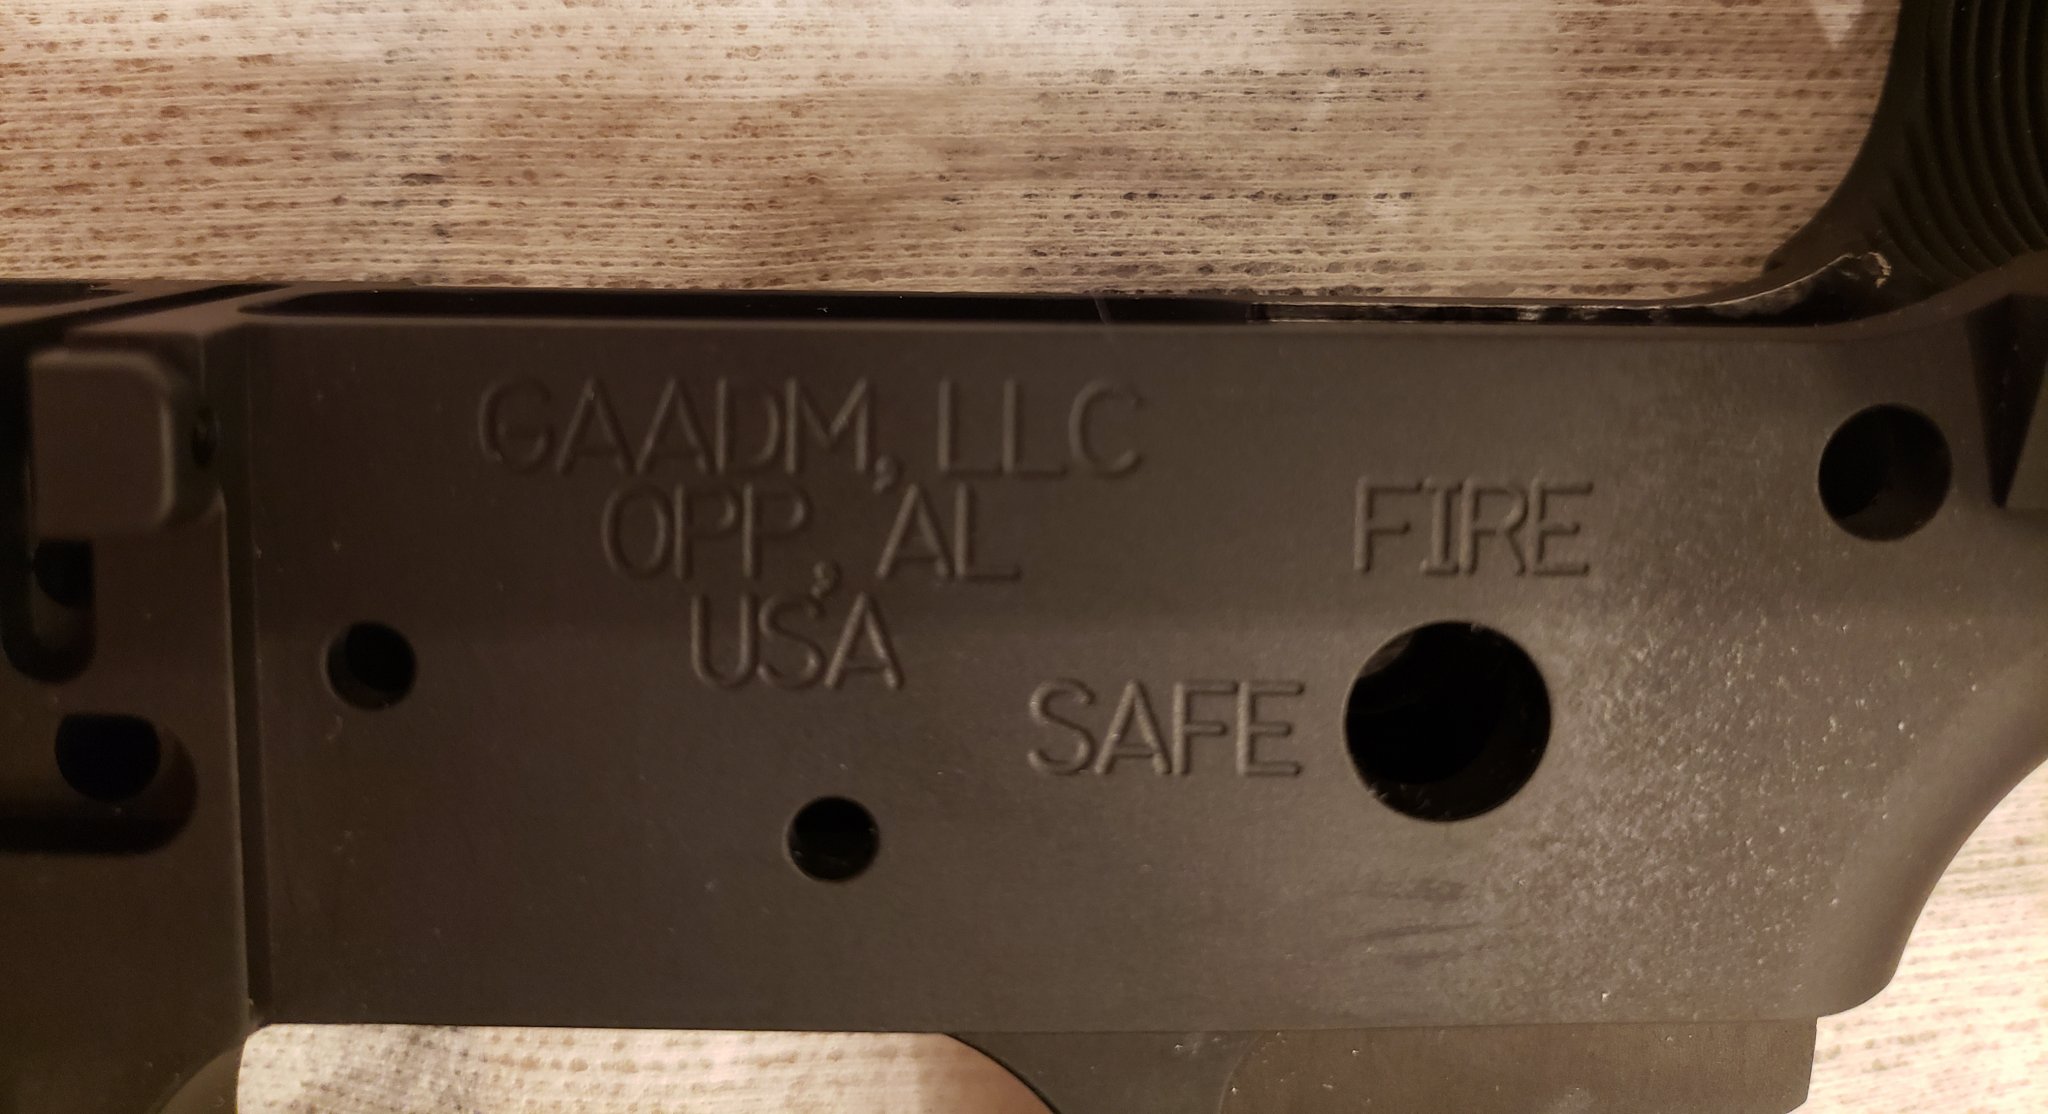 GAADM, LLC
OPP, AL
USA
FIRE
SAFE